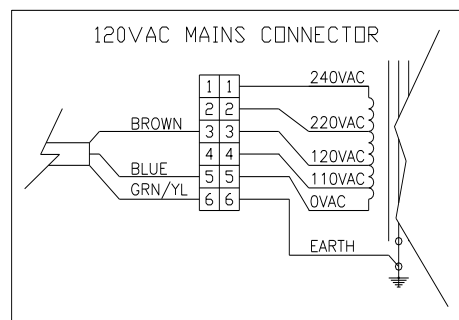 120VAC MAINS CONNECTOR
240VAC
1 1
2 2
220VAC
BROWN
3 3
120VAC
4 4
BLUE
110VAC
5 5
GRN/YL
0VAC
6 6
EARTH